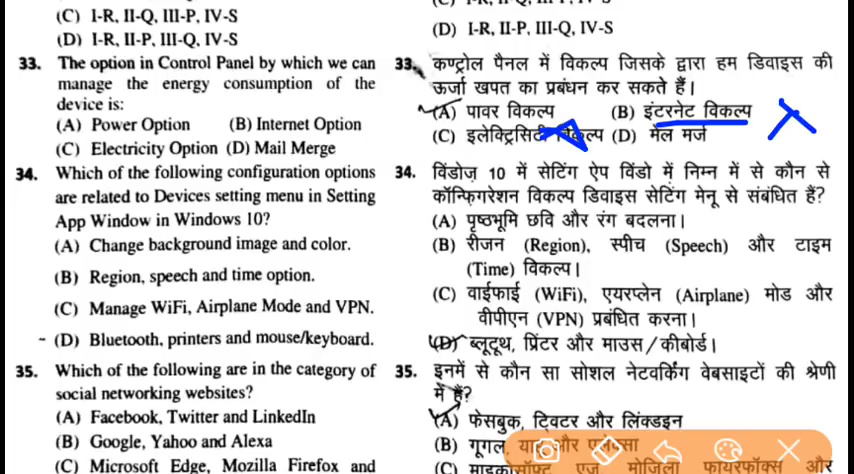 (C) I-R, II-Q, III-P, IV-S
(D) I-R, II-P, III-Q, IV-S
33. The option in Control Panel by which we can
manage the energy consumption of the
device is:
(A) Power Option (B) Internet Option
(C) Electricity Option (D) Mail Merge
34. Which of the following configuration options
are related to Devices setting menu in Setting
App Window in Windows 10?
(A) Change background image and color.
(B) Region, speech and time option.
(C) Manage WiFi, Airplane Mode and VPN.
(D) Bluetooth, printers and mouse/keyboard.
35. Which of the following are in the category of
social networking websites?
(A) Facebook, Twitter and LinkedIn
(B) Google, Yahoo and Alexa
(C) Microsoft Edge, Mozilla Firefox and
(D) I-R, II-P, III-Q, IV-S
33. कण्ट्रोल पैनल में विकल्प जिसके द्वारा हम डिवाइस की
ऊर्जा खपत का प्रबंधन कर सकते हैं।
(A) पावर विकल्प (B) इंटरनेट विकल्प
(C) इलेक्ट्रिसिटी विकल्प (D) मेल मर्ज
34. विंडोज़ 10 में सेटिंग ऐप विंडो में निम्न में से कौन से
कॉन्फ़िगरेशन विकल्प डिवाइस सेटिंग मेनू से संबंधित हैं?
(A) पृष्ठभूमि छवि और रंग बदलना।
(B) रीजन (Region), स्पीच (Speech) और टाइम
(Time) विकल्प।
(C) वाईफाई (WiFi), एयरप्लेन (Airplane) मोड और
वीपीएन (VPN) प्रबंधित करना।
(D) ब्लूटूथ, प्रिंटर और माउस/कीबोर्ड।
35. इनमें से कौन सा सोशल नेटवर्किंग वेबसाइटों की श्रेणी
में हैं?
(A) फेसबुक, ट्विटर और लिंक्डइन
(B) गूगल, याहू और एलेक्सा
(C) माइक्रोसॉफ्ट एज मोजिला फायरफॉक्स और